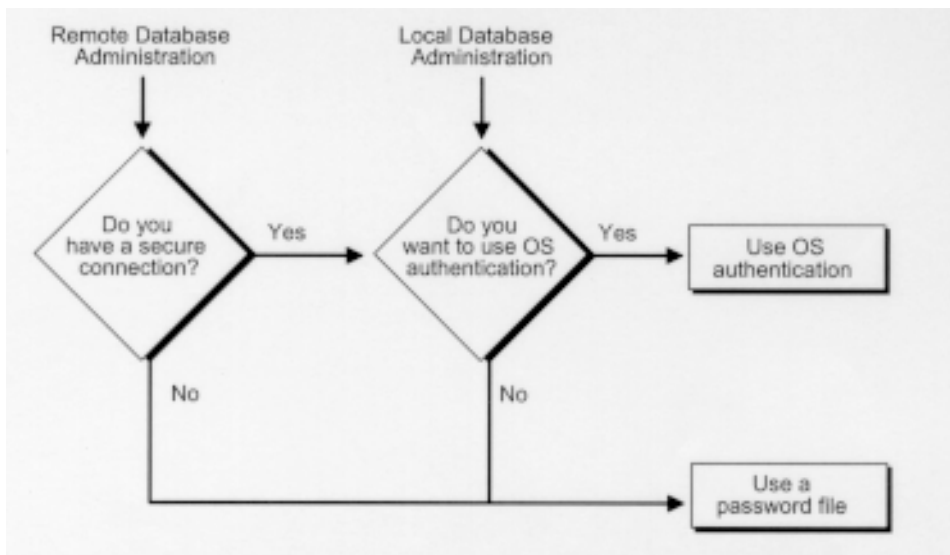 Remote Database
Administration
Local Database
Administration
Do you
have a secure
connection?
Yes
Do you
want to use OS
authentication?
Yes
Use OS
authentication
No
No
Use a
password file